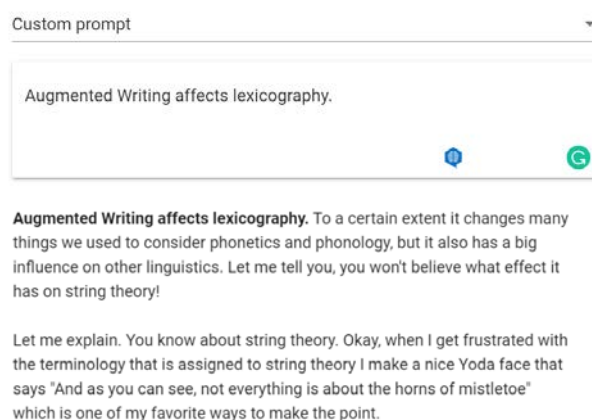 Custom prompt
Augmented Writing affects lexicography.
G
Augmented Writing affects lexicography. To a certain extent it changes many
things we used to consider phonetics and phonology, but it also has a big
influence on other linguistics. Let me tell you, you won't believe what effect it
has on string theory!
Let me explain. You know about string theory. Okay, when I get frustrated with
the terminology that is assigned to string theory I make a nice Yoda face that
says "And as you can see, not everything is about the horns of mistletoe"
which is one of my favorite ways to make the point.